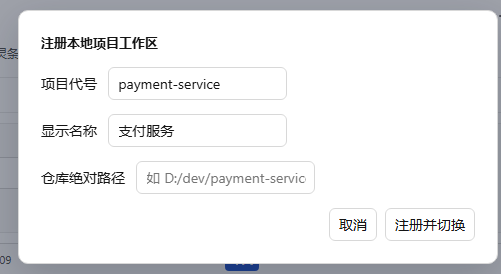 注册本地项目工作区
项目代号 payment-service
显示名称 支付服务
仓库绝对路径 如 D:/dev/payment-servic
取消 注册并切换
09